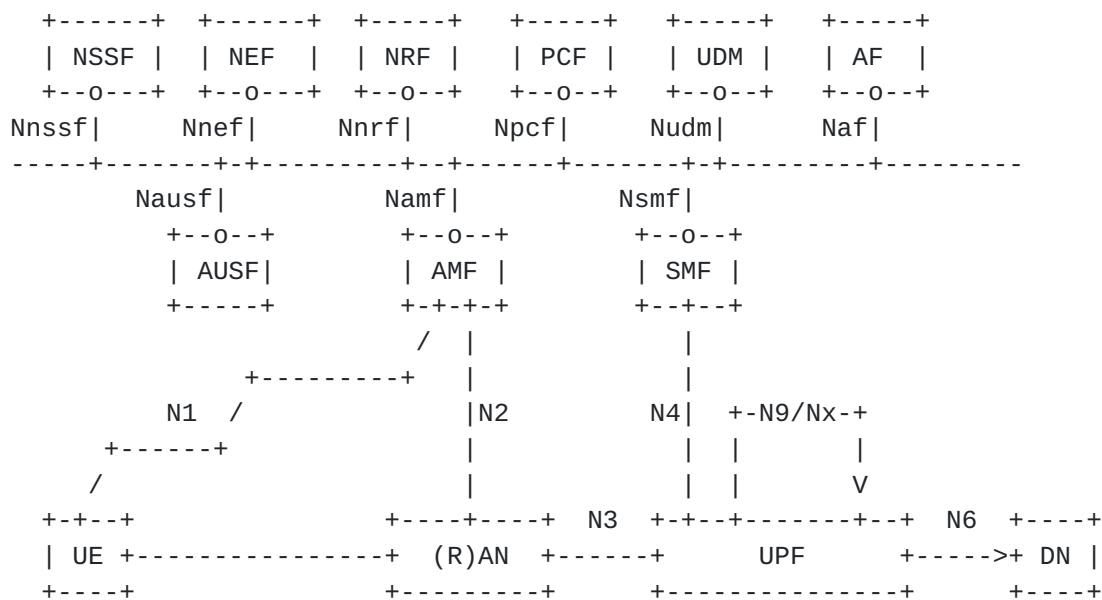 NSSF NEF NRF PCF UDM AF
Nnssf Nnef Nnrf Npcf Nudm Naf
Nausf Namf Nsmf
AUSF AMF SMF
N1 N2 N4 N9/Nx
N3 N6
UE (R)AN UPF DN